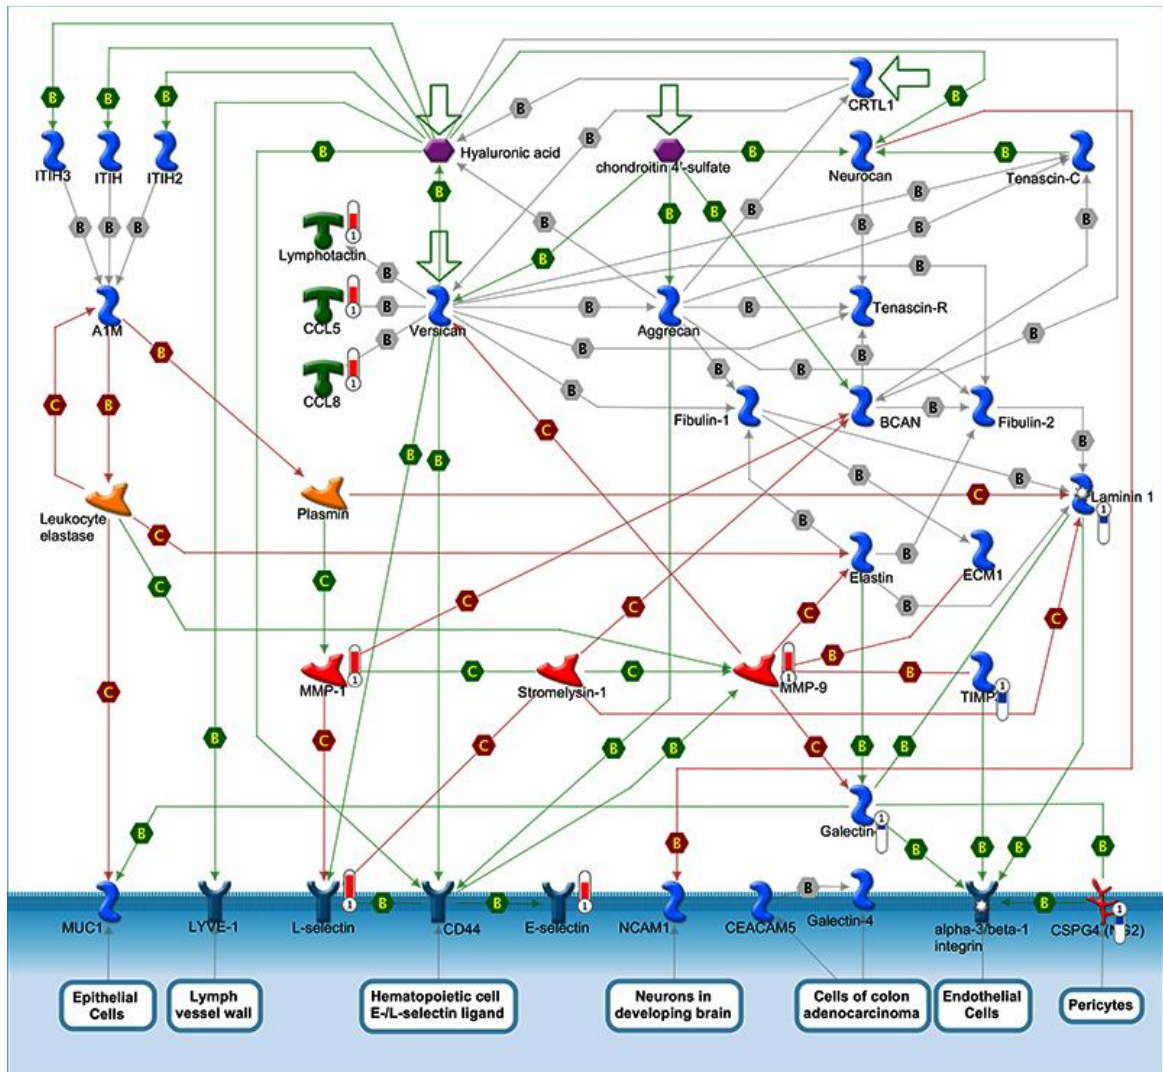 CRTL1
Hyaluronic acid
chondroitin 4'-sulfate
Neurocan
Tenascin-C
ITIH3
ITIH
ITIH2
Lymphotactin
A1M
CCL5
Versican
Aggrecan
Tenascin-R
CCL8
Fibulin-1
BCAN
Fibulin-2
Leukocyte
elastase
Plasmin
Laminin 1
Elastin
ECM1
MMP-1
Stromelysin-1
MMP-9
TIMP
Galectin
MUC1
LYVE-1
L-selectin
CD44
E-selectin
NCAM1
CEACAM5
Galectin-4
alpha-3/beta-1
integrin
CSPG4 (NG2)
Epithelial
Cells
Lymph
vessel wall
Hematopoietic cell
E-/L-selectin ligand
Neurons in
developing brain
Cells of colon
adenocarcinoma
Endothelial
Cells
Pericytes